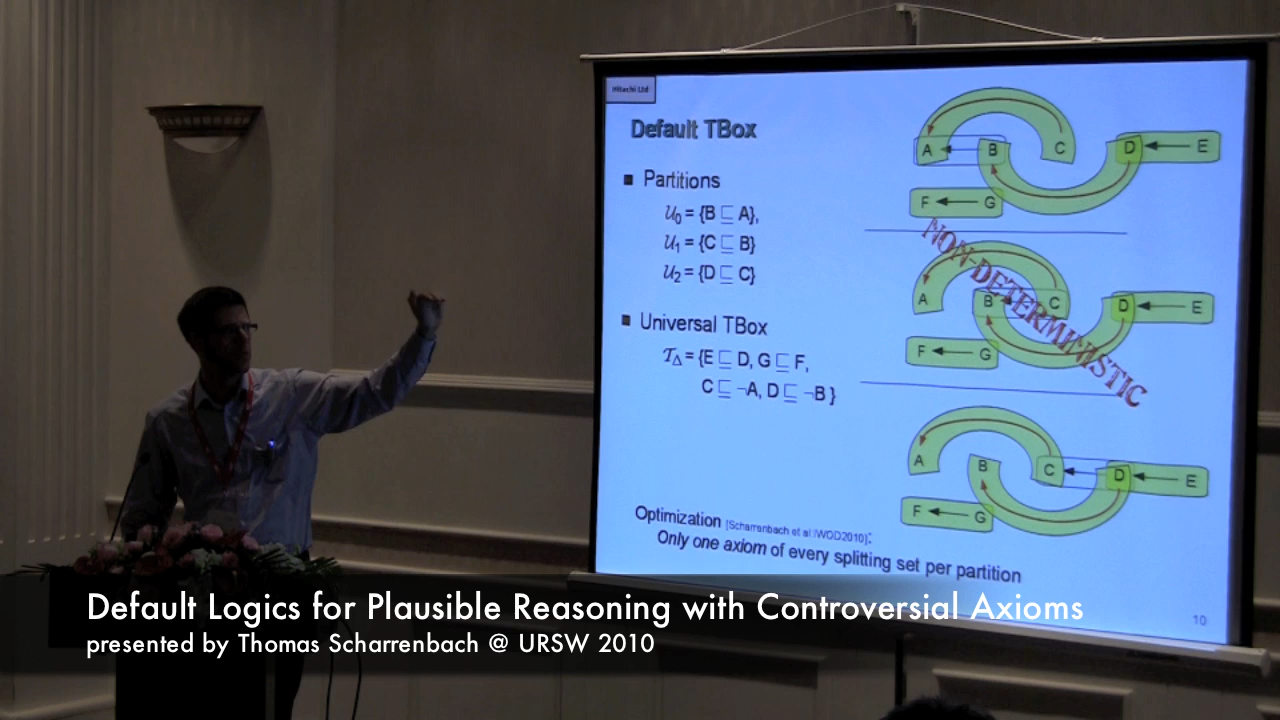 Hitachi Ltd
Default TBox
■ Partitions
𝒰0 = {B ⊑ A},
𝒰1 = {C ⊑ B}
𝒰2 = {D ⊑ C}
■ Universal TBox
𝒯Δ = {E ⊑ D, G ⊑ F,
C ⊑ ¬A, D ⊑ ¬B }
Optimization [Scharrenbach et al.IWOD2010]:
Only one axiom of every splitting set per partition
A B C D E
F G
NON-DETERMINISTIC
A B C D E
F G
A B C D E
F G
10
Default Logics for Plausible Reasoning with Controversial Axioms
presented by Thomas Scharrenbach @ URSW 2010